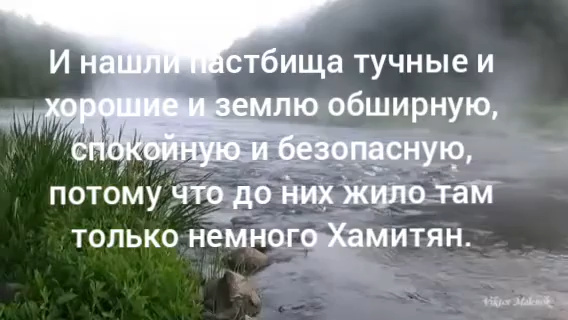 И нашли пастбища тучные и
хорошие и землю обширную,
спокойную и безопасную,
потому что до них жило там
только немного Хамитян.